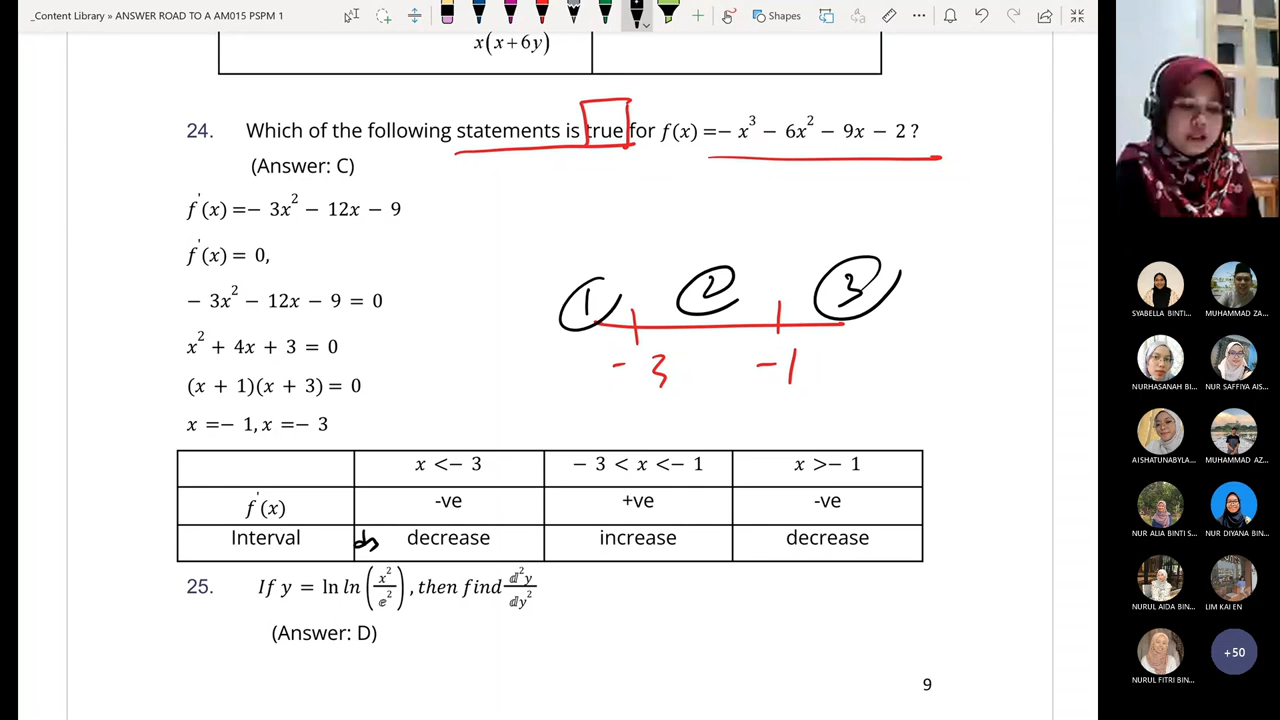 _Content Library » ANSWER ROAD TO A AM015 PSPM 1
Shapes
x(x+6y)
24. Which of the following statements is true for f(x) =− x³ − 6x² − 9x − 2 ?
(Answer: C)
f'(x) =− 3x² − 12x − 9
f'(x) = 0,
− 3x² − 12x − 9 = 0
x² + 4x + 3 = 0
(x + 1)(x + 3) = 0
x =− 1, x =− 3
1 2 3
- 3 -1
x <− 3 − 3 < x <− 1 x >− 1
f'(x) -ve +ve -ve
Interval decrease increase decrease
25. If y = ln ln (x²/e²), then find d²y/dy²
(Answer: D)
9
SYABELLA BINTI...
MUHAMMAD ZA...
NURHASANAH BI...
NUR SAFFIYA AIS...
AISHATUNABYLA...
MUHAMMAD AZ...
NUR ALIA BINTI S...
NUR DIYANA BIN...
NURUL AIDA BIN...
LIM KAI EN
NURUL FITRI BIN...
+50